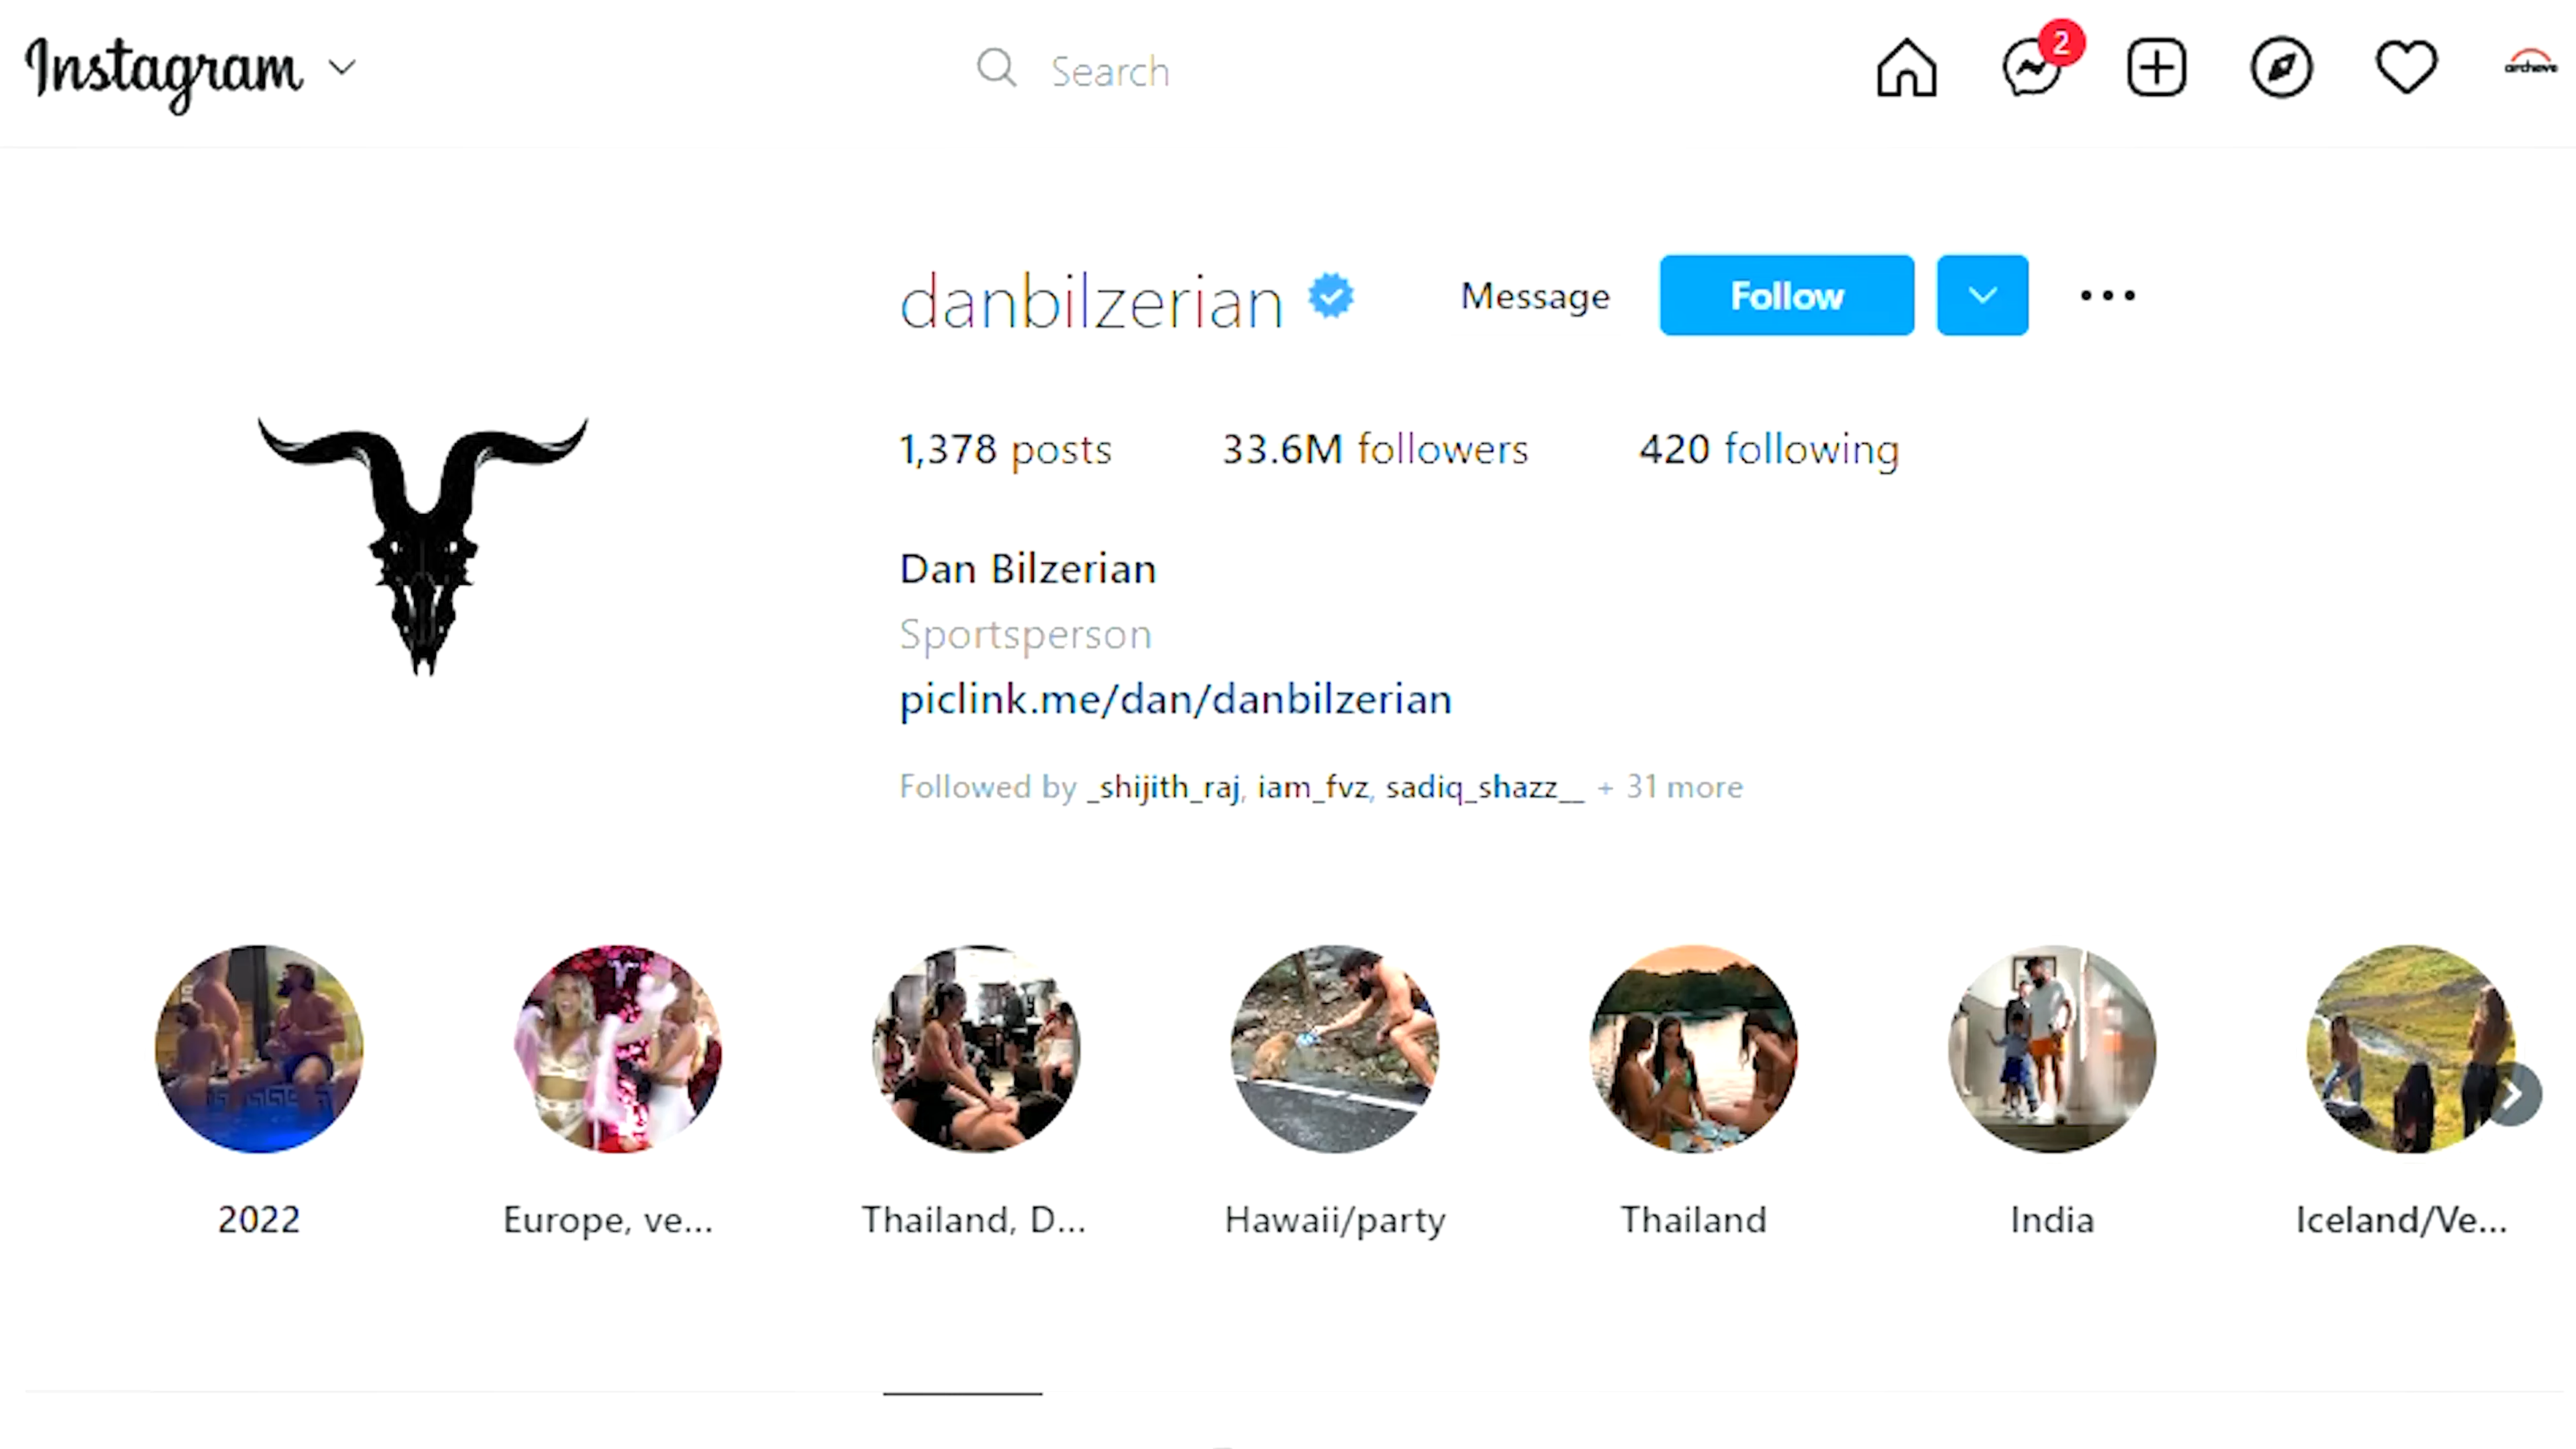 Instagram
Search
2
archeve
danbilzerian
Message
Follow
1,378 posts
33.6M followers
420 following
Dan Bilzerian
Sportsperson
piclink.me/dan/danbilzerian
Followed by _shijith_raj, iam_fvz, sadiq_shazz__ + 31 more
2022
Europe, ve...
Thailand, D...
Hawaii/party
Thailand
India
Iceland/Ve...